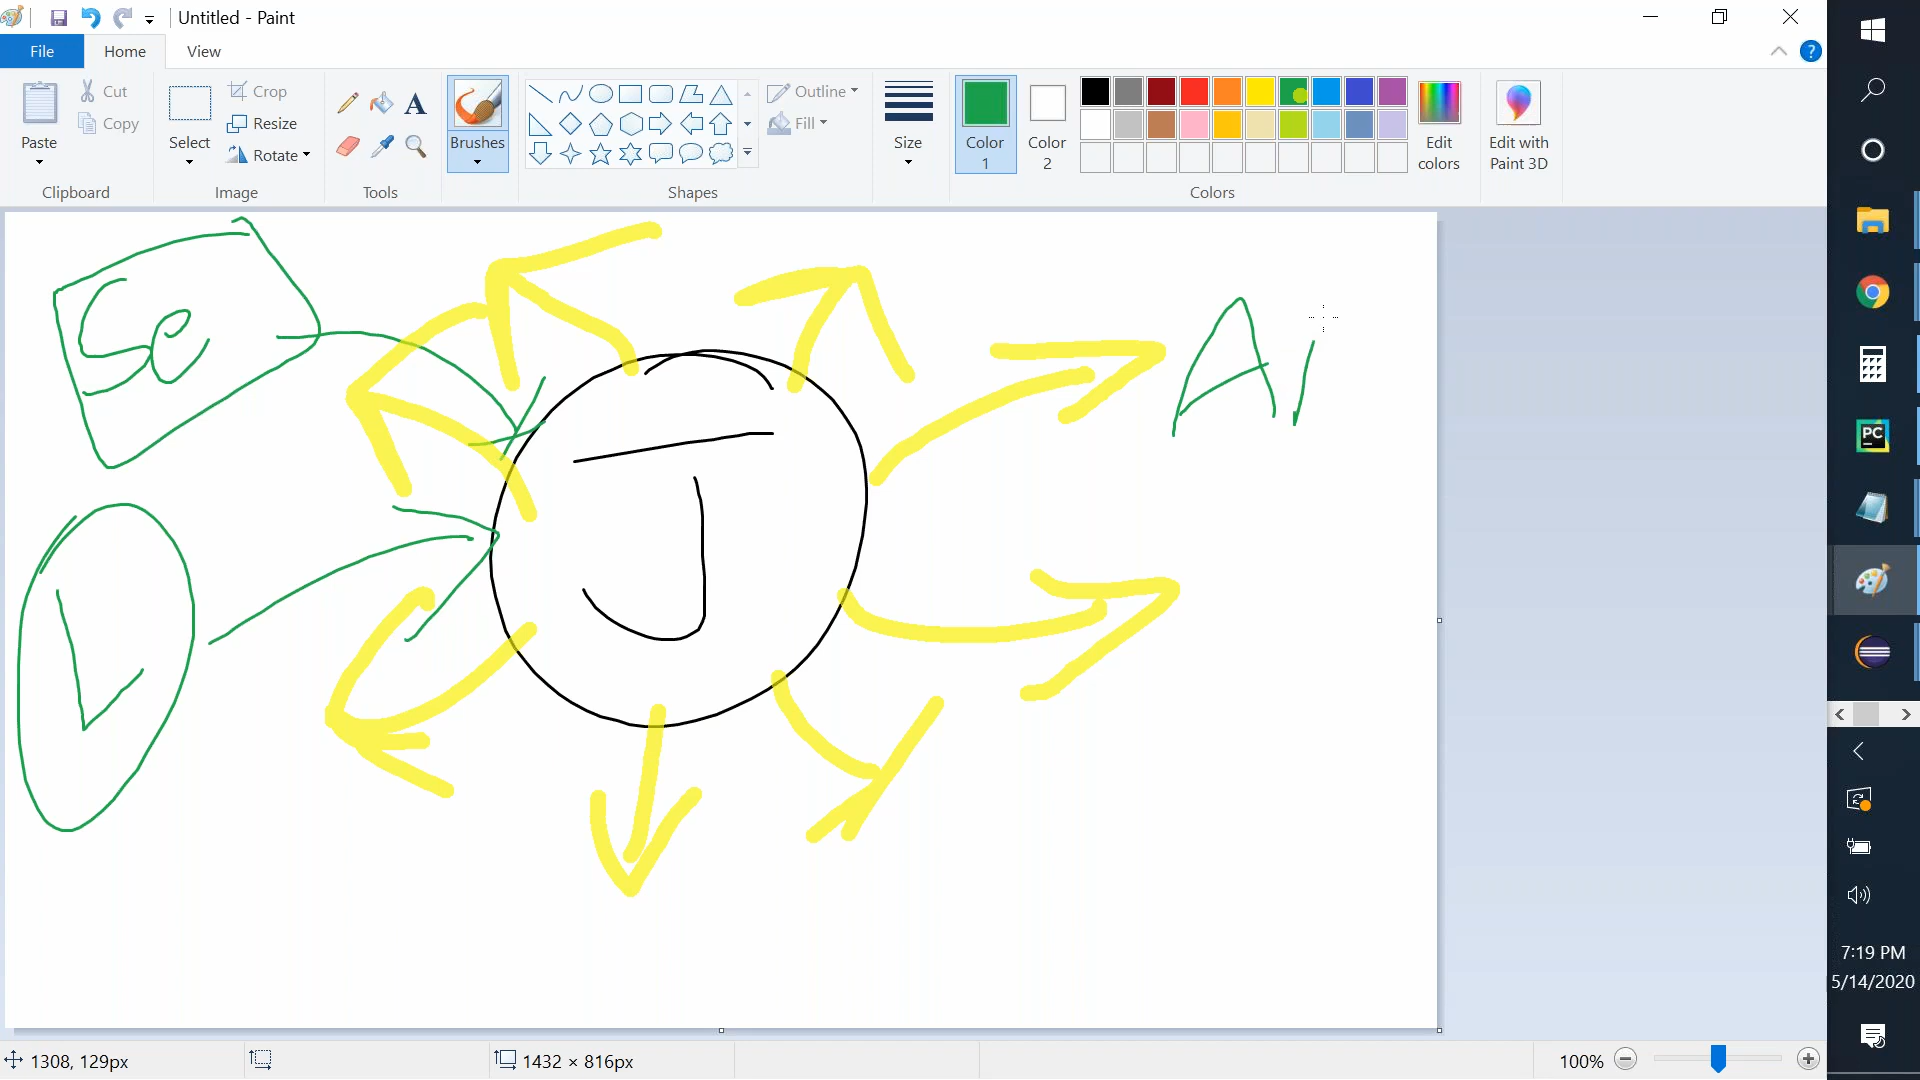 Untitled - Paint
File Home View
Paste
Cut
Copy
Clipboard
Select
Crop
Resize
Rotate
Image
A
Tools
Brushes
Shapes
Outline
Fill
Size
Color 1
Color 2
Edit colors
Colors
Edit with Paint 3D
?
Se
Ai
J
L
PC
7:19 PM
5/14/2020
1308, 129px
1432 × 816px
100%